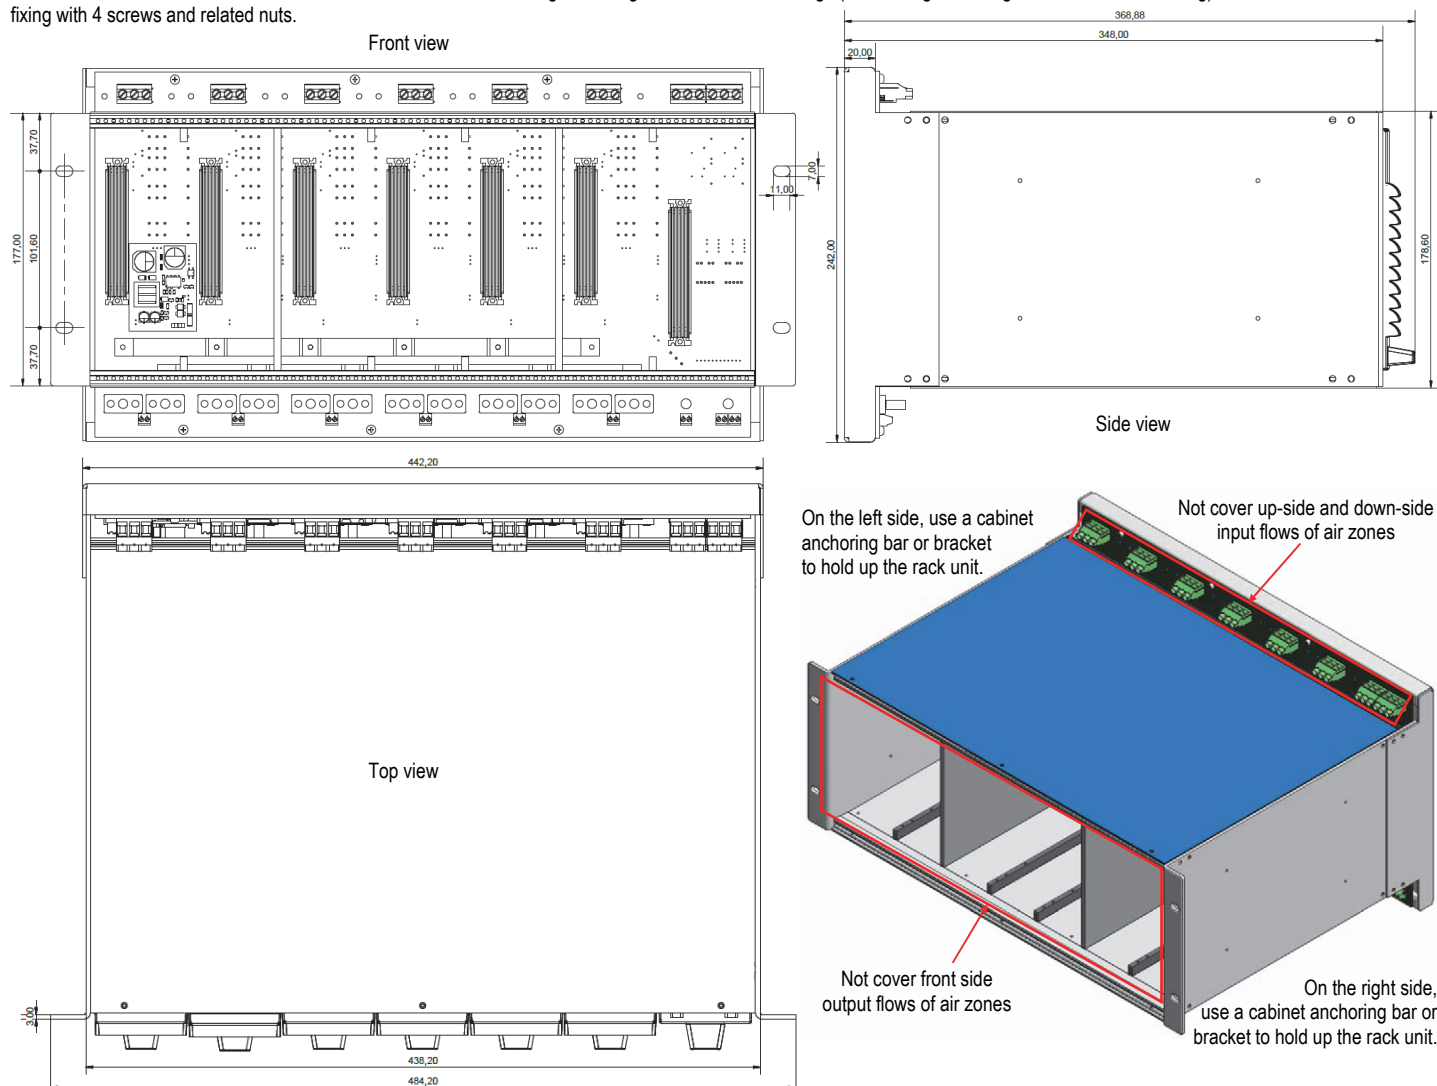 fixing with 4 screws and related nuts.
Front view
368,88
348,00
20,00
37,70
177,00
101,60
37,70
7,00
11,00
242,00
178,60
Side view
442,20
On the left side, use a cabinet
anchoring bar or bracket
to hold up the rack unit.
Not cover up-side and down-side
input flows of air zones
Top view
Not cover front side
output flows of air zones
On the right side,
use a cabinet anchoring bar or
bracket to hold up the rack unit.
3,00
438,20
484,20